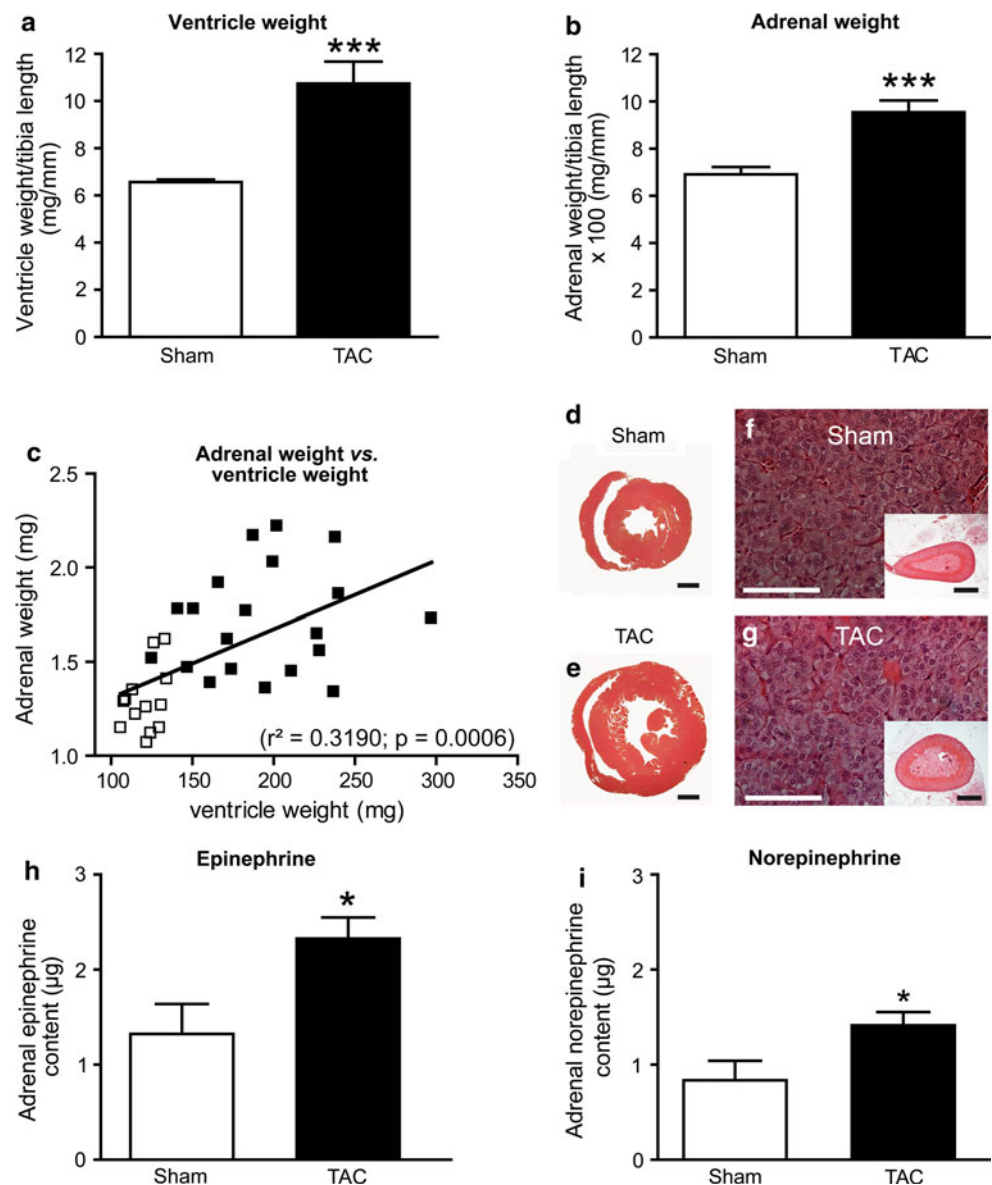 a
Ventricle weight
***
Ventricle weight/tibia length
(mg/mm)
12
10
8
6
4
2
0
Sham
TAC
b
Adrenal weight
***
Adrenal weight/tibia length
x 100 (mg/mm)
12
10
8
6
4
2
0
Sham
TAC
c
Adrenal weight vs.
ventricle weight
Adrenal weight (mg)
2.5
2.0
1.5
1.0
(r² = 0.3190; p = 0.0006)
100 150 200 250 300 350
ventricle weight (mg)
d
Sham
e
TAC
f
Sham
g
TAC
h
Epinephrine
*
Adrenal epinephrine
content (µg)
3
2
1
0
Sham
TAC
i
Norepinephrine
*
Adrenal norepinephrine
content (µg)
3
2
1
0
Sham
TAC